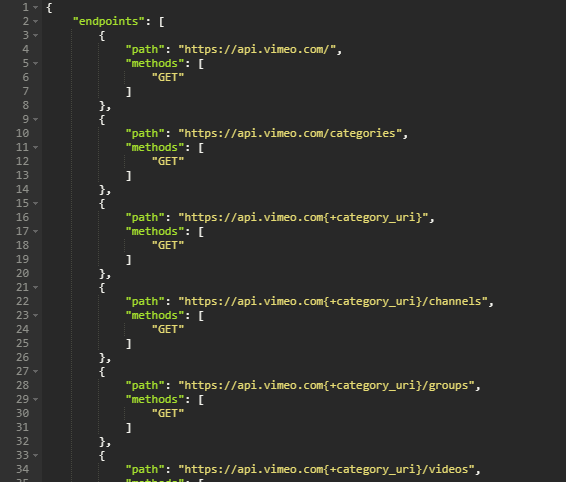 1 {
2     "endpoints": [
3         {
4             "path": "https://api.vimeo.com/",
5             "methods": [
6                 "GET"
7             ]
8         },
9         {
10             "path": "https://api.vimeo.com/categories",
11             "methods": [
12                 "GET"
13             ]
14         },
15         {
16             "path": "https://api.vimeo.com{+category_uri}",
17             "methods": [
18                 "GET"
19             ]
20         },
21         {
22             "path": "https://api.vimeo.com{+category_uri}/channels",
23             "methods": [
24                 "GET"
25             ]
26         },
27         {
28             "path": "https://api.vimeo.com{+category_uri}/groups",
29             "methods": [
30                 "GET"
31             ]
32         },
33         {
34             "path": "https://api.vimeo.com{+category_uri}/videos",
35             "methods": [